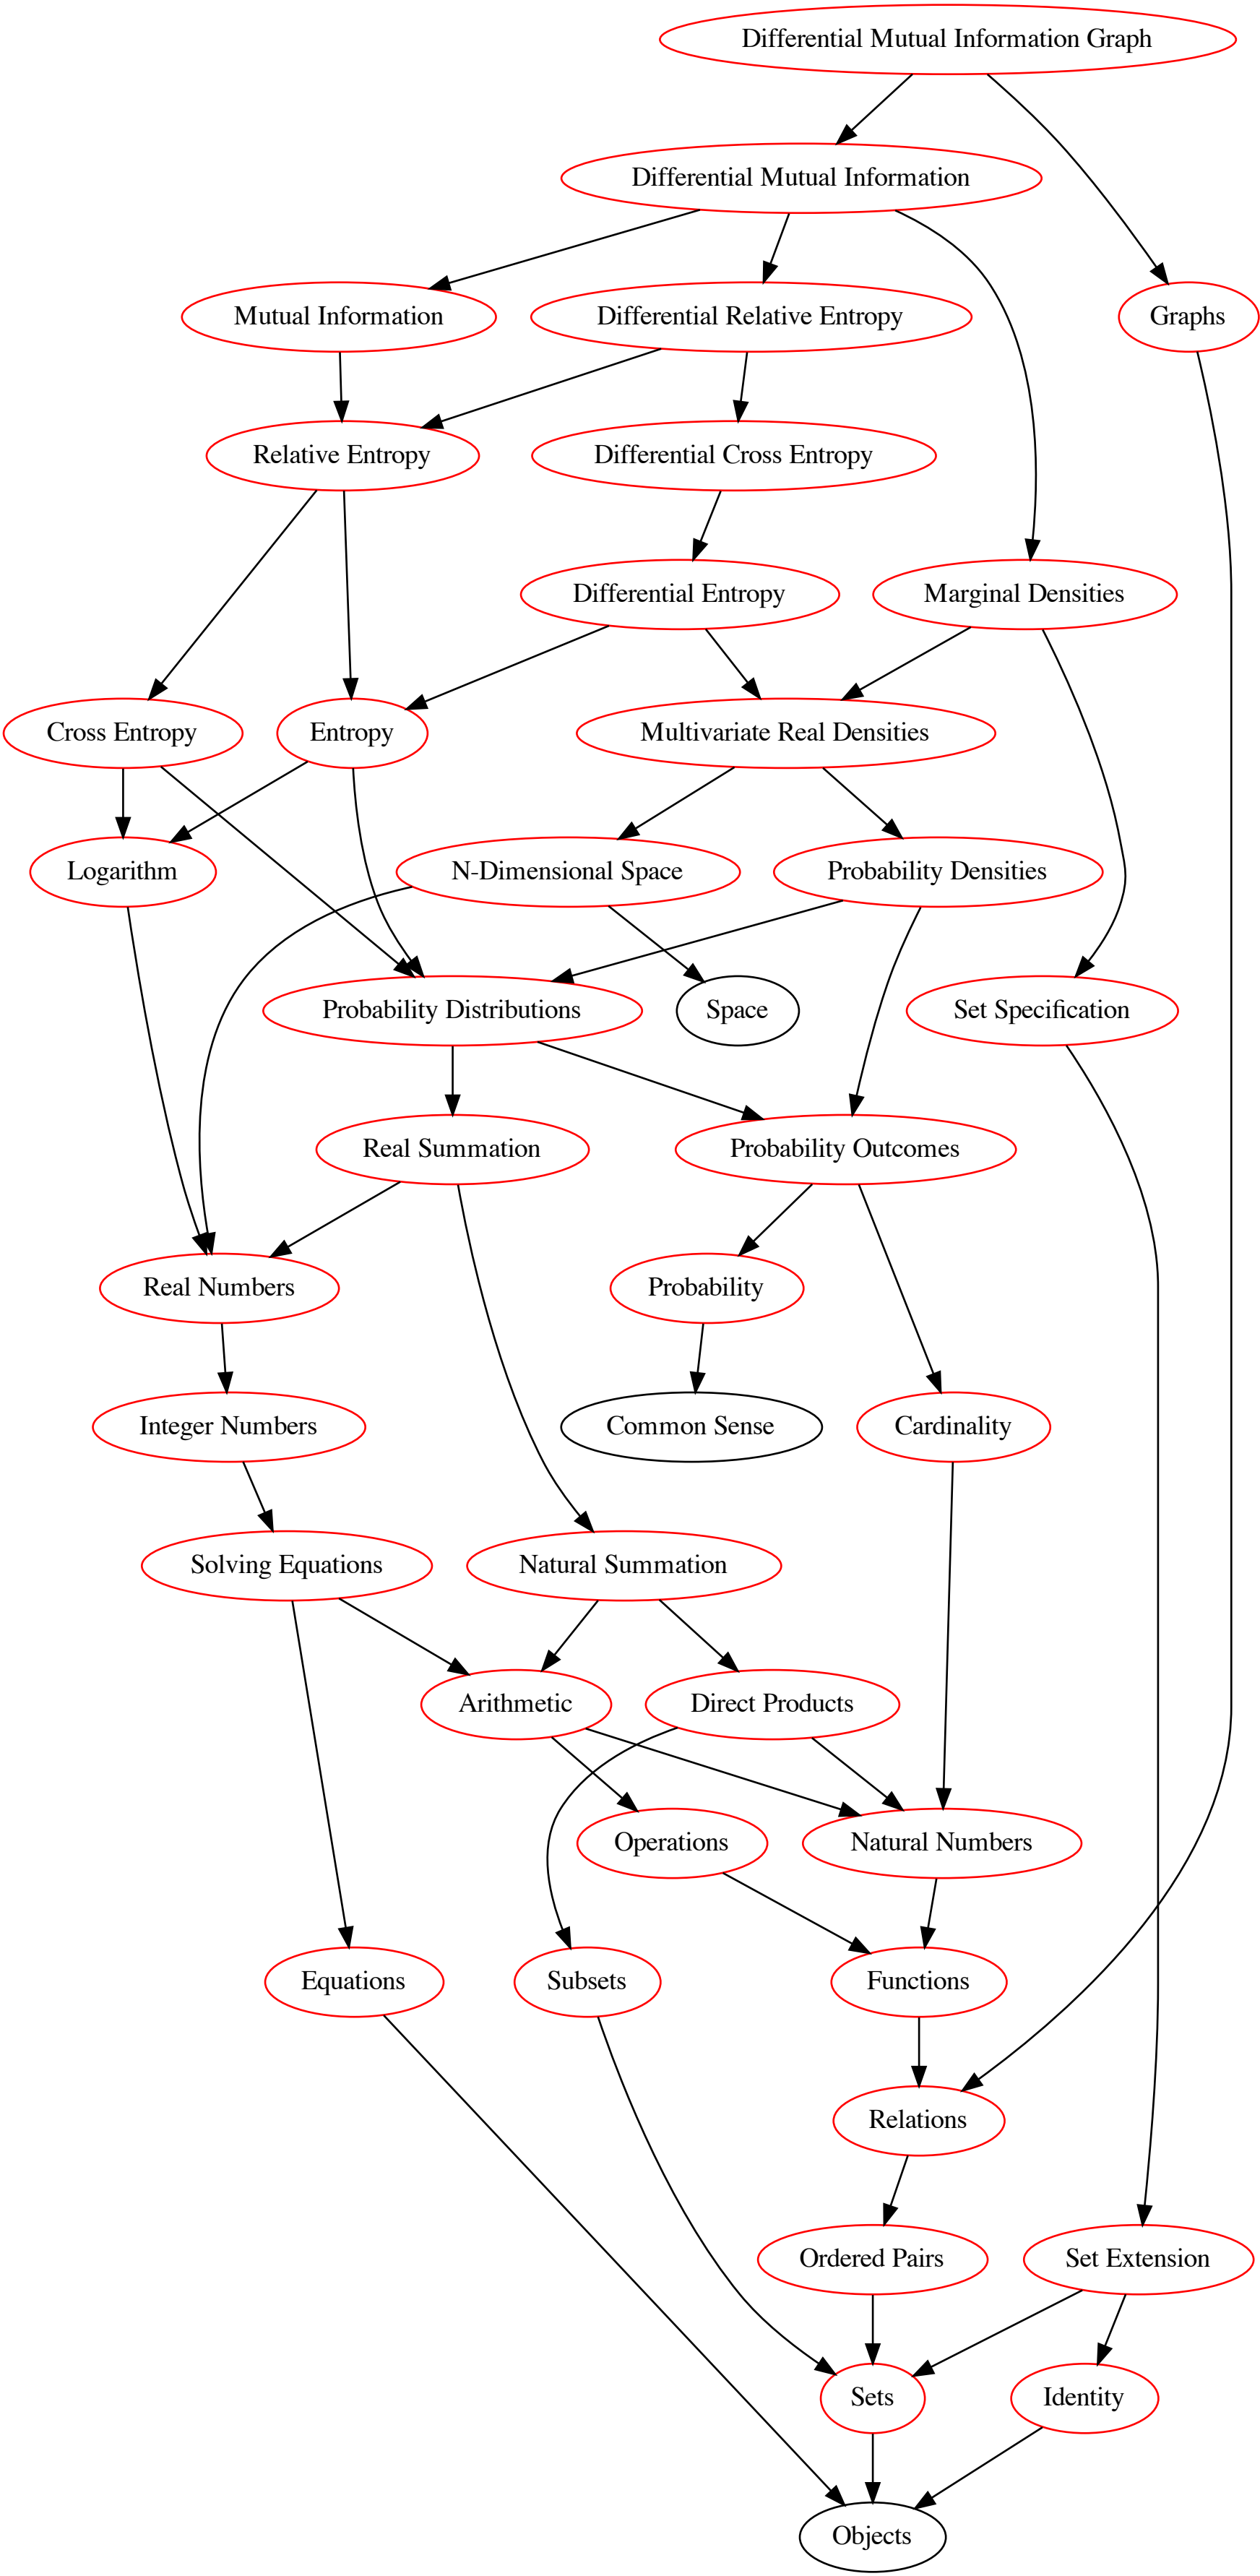 Differential Mutual Information Graph
Differential Mutual Information
Mutual Information
Differential Relative Entropy
Graphs
Relative Entropy
Differential Cross Entropy
Differential Entropy
Marginal Densities
Cross Entropy
Entropy
Multivariate Real Densities
Logarithm
N-Dimensional Space
Probability Densities
Probability Distributions
Space
Set Specification
Real Summation
Probability Outcomes
Real Numbers
Probability
Integer Numbers
Common Sense
Cardinality
Solving Equations
Natural Summation
Arithmetic
Direct Products
Operations
Natural Numbers
Equations
Subsets
Functions
Relations
Ordered Pairs
Set Extension
Sets
Identity
Objects